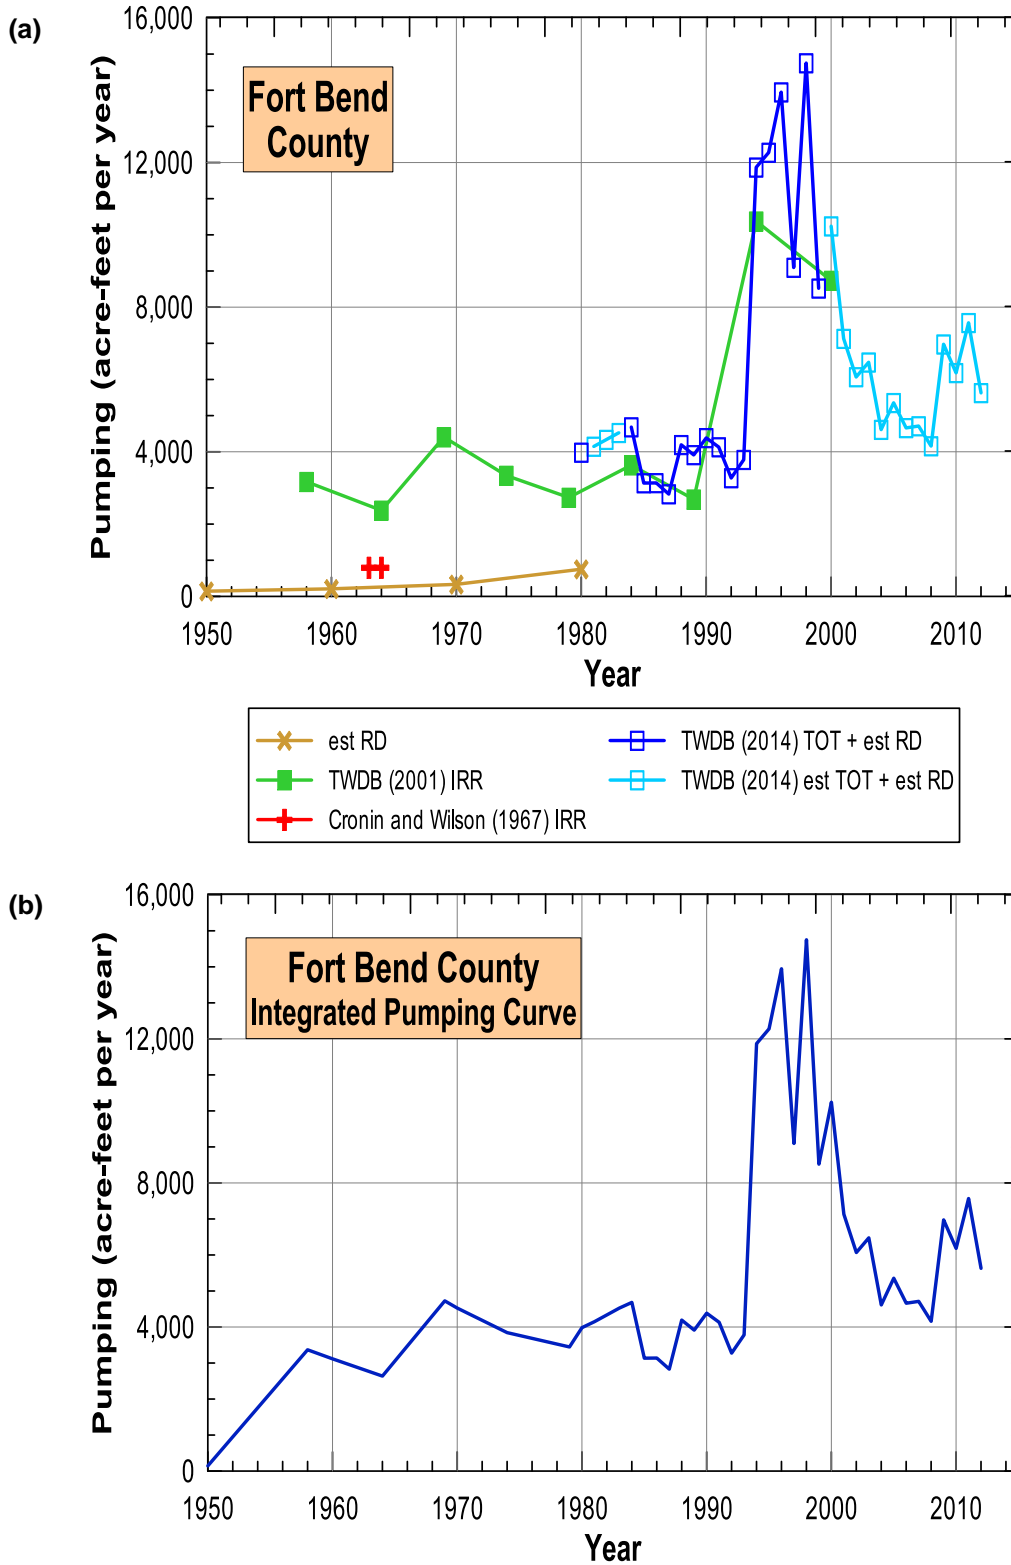 (a)
16,000
12,000
8,000
4,000
0
Pumping (acre-feet per year)
Fort Bend
County
1950 1960 1970 1980 1990 2000 2010
Year
est RD
TWDB (2001) IRR
Cronin and Wilson (1967) IRR
TWDB (2014) TOT + est RD
TWDB (2014) est TOT + est RD
(b)
16,000
12,000
8,000
4,000
0
Pumping (acre-feet per year)
Fort Bend County
Integrated Pumping Curve
1950 1960 1970 1980 1990 2000 2010
Year